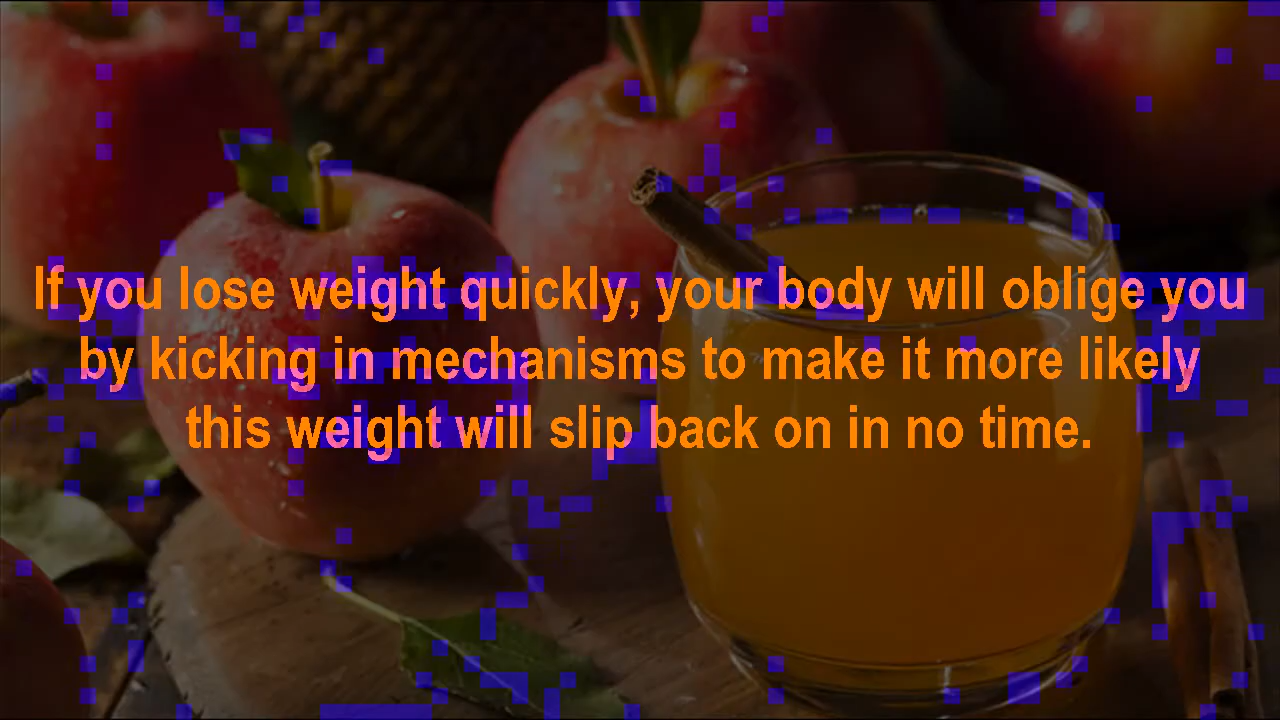 If you lose weight quickly, your body will oblige you
by kicking in mechanisms to make it more likely
this weight will slip back on in no time.